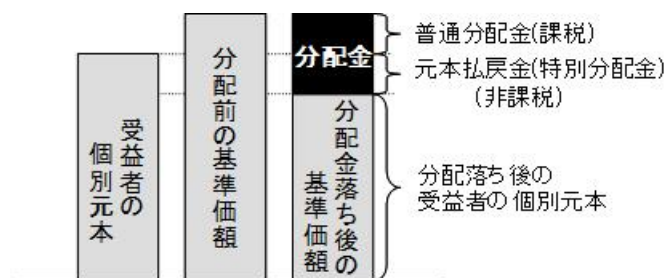 受益者の
個別元本
分配前の基準価額
分配金
分配金落ち後の
基準価額
普通分配金(課税)
元本払戻金(特別分配金)
(非課税)
分配落ち後の
受益者の個別元本